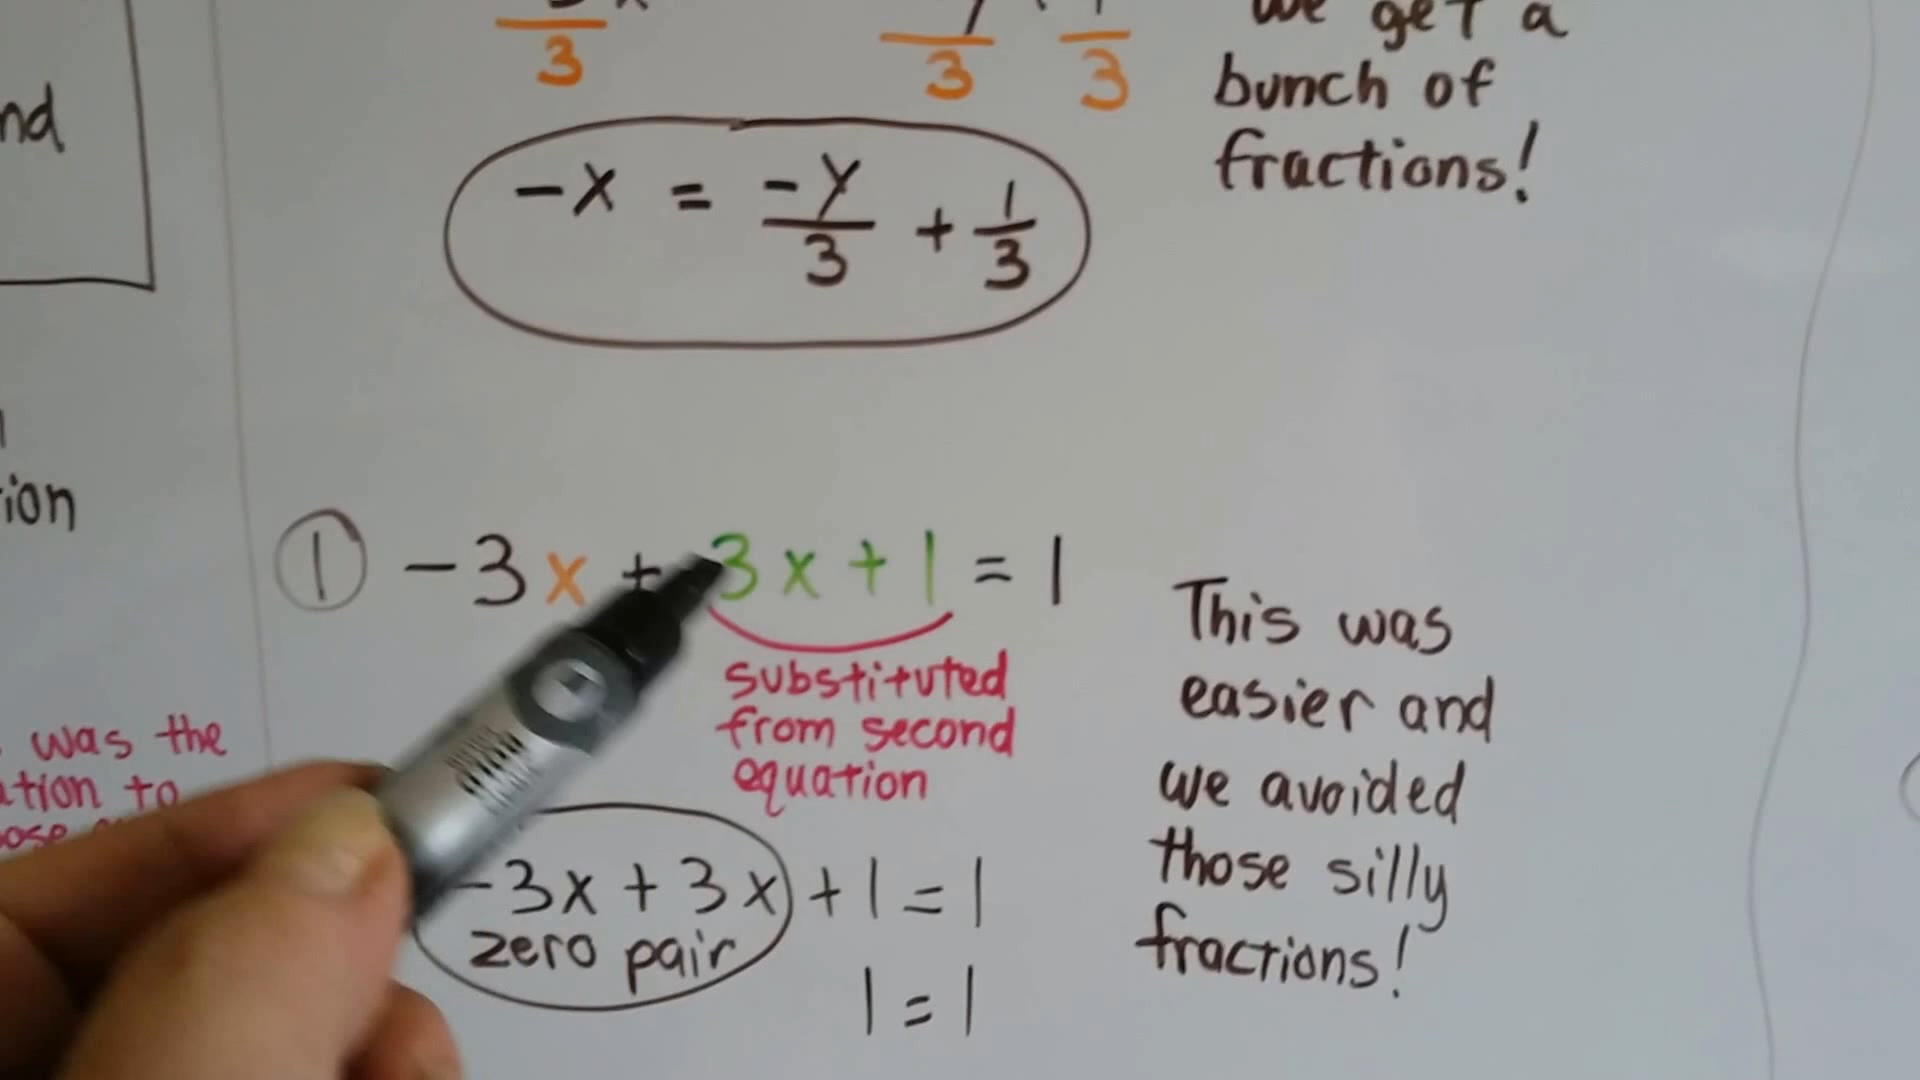 3 3 3
we get a
bunch of
fractions!
-x = -y/3 + 1/3
ion
① -3x + 3x + 1 = 1
substituted
from second
equation
was the
to
-3x + 3x + 1 = 1
zero pair
1 = 1
This was
easier and
we avoided
those silly
fractions!